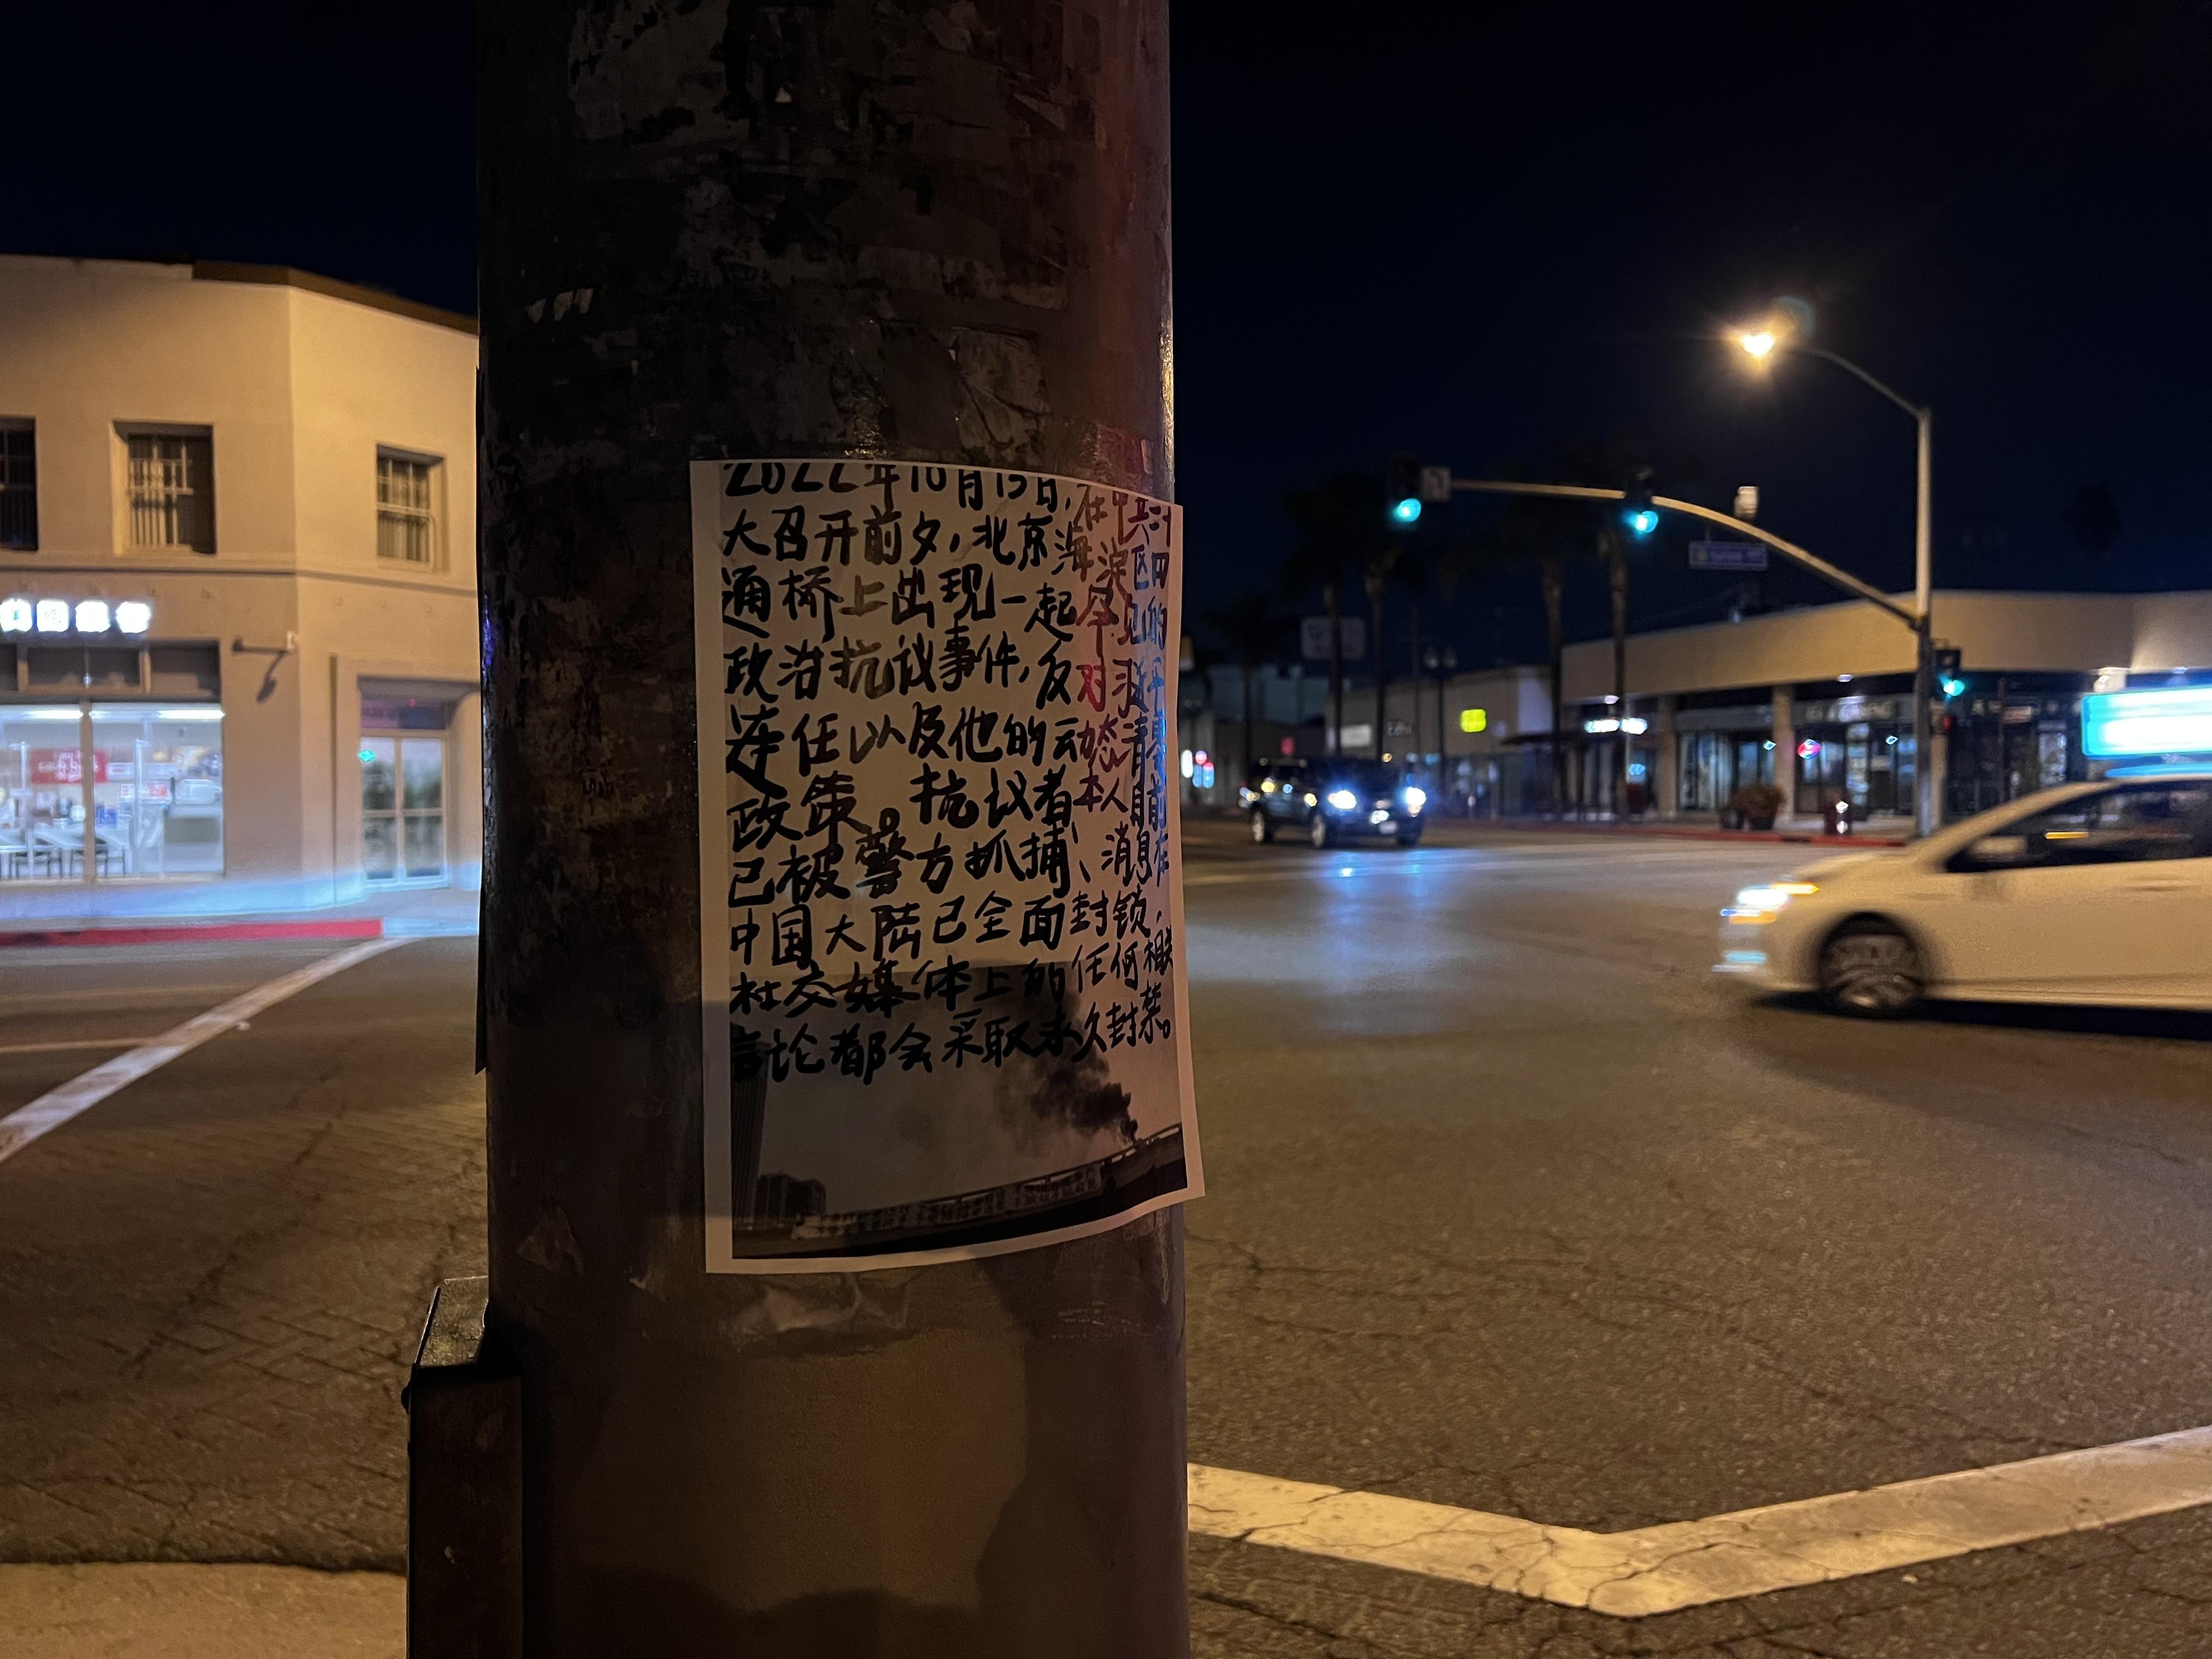 2022年10月13日,在中共
大召开前夕,北京海淀区四
通桥上出现一起罕见的
政治抗议事件,反对习近平
连任以及他的动态清零
政策。抗议者本人目前
已被警方抓捕、消息在
中国大陆已全面封锁,
社交媒体上的任何相关
言论都会采取永久封禁。